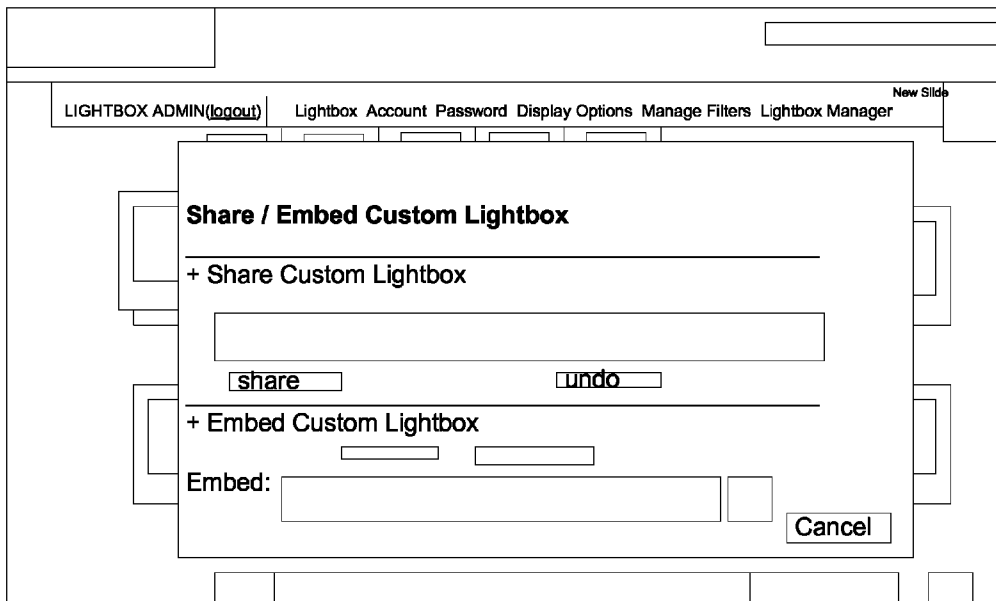 New Slide
LIGHTBOX ADMIN(logout) Lightbox Account Password Display Options Manage Filters Lightbox Manager
Share / Embed Custom Lightbox
+ Share Custom Lightbox
share undo
+ Embed Custom Lightbox
Embed:
Cancel